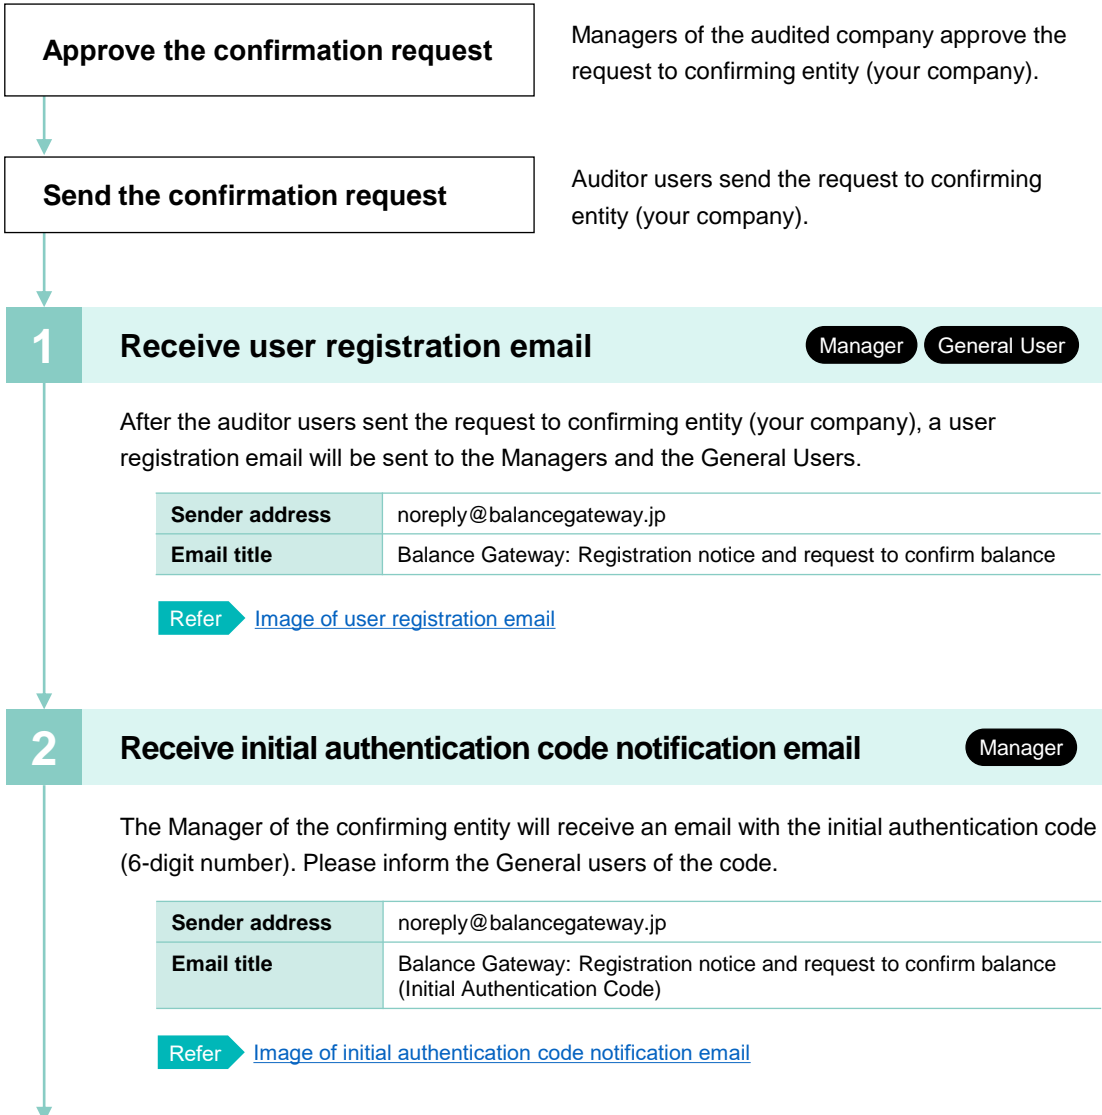 Approve the confirmation request
Managers of the audited company approve the
request to confirming entity (your company).
Send the confirmation request
Auditor users send the request to confirming
entity (your company).
1
Receive user registration email
Manager
General User
After the auditor users sent the request to confirming entity (your company), a user
registration email will be sent to the Managers and the General Users.
Sender address
noreply@balancegateway.jp
Email title
Balance Gateway: Registration notice and request to confirm balance
Refer
Image of user registration email
2
Receive initial authentication code notification email
Manager
The Manager of the confirming entity will receive an email with the initial authentication code
(6-digit number). Please inform the General users of the code.
Sender address
noreply@balancegateway.jp
Email title
Balance Gateway: Registration notice and request to confirm balance
(Initial Authentication Code)
Refer
Image of initial authentication code notification email